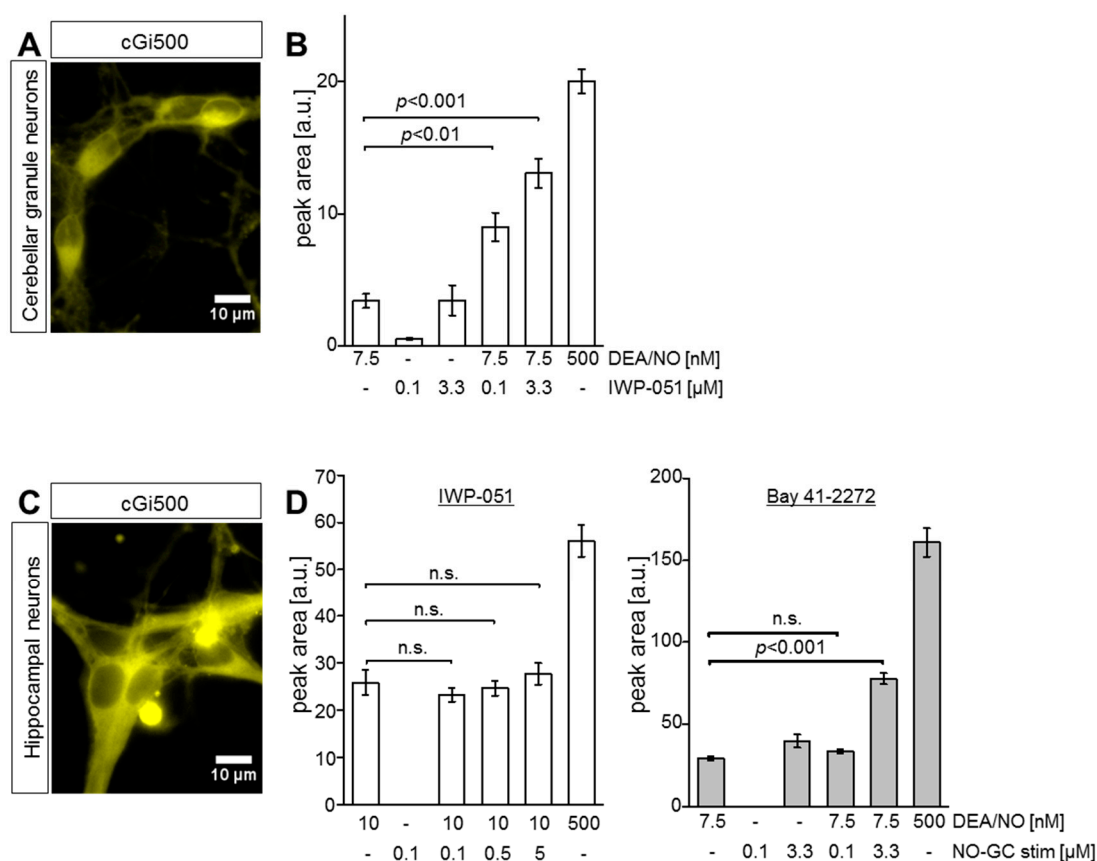 A
cGi500
Cerebellar granule neurons
10 µm
B
peak area [a.u.]
20
10
0
p<0.001
p<0.01
7.5 - - 7.5 7.5 500 DEA/NO [nM]
- 0.1 3.3 0.1 3.3 - IWP-051 [µM]
C
cGi500
Hippocampal neurons
10 µm
D
IWP-051
peak area [a.u.]
70
60
50
40
30
20
10
0
n.s.
n.s.
n.s.
10 - 10 10 10 500
- 0.1 0.1 0.5 5 -
Bay 41-2272
peak area [a.u.]
200
150
100
50
0
n.s.
p<0.001
7.5 - - 7.5 7.5 500 DEA/NO [nM]
- 0.1 3.3 0.1 3.3 - NO-GC stim [µM]